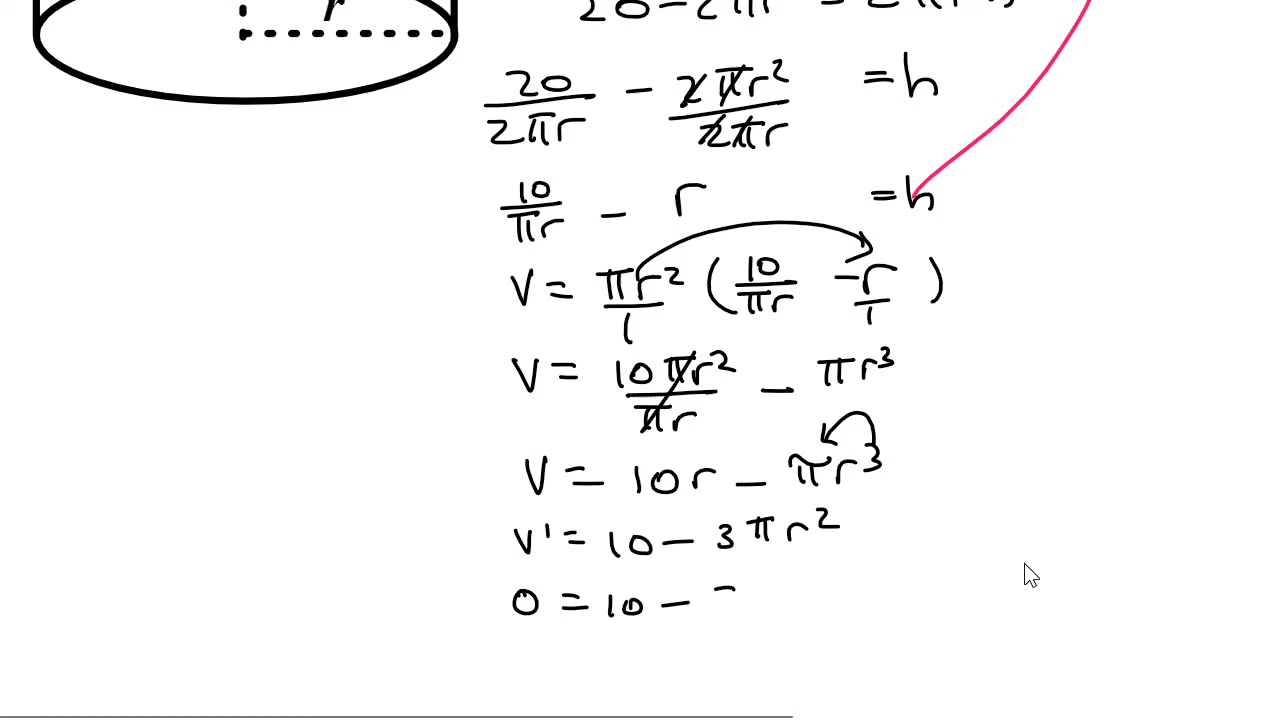 r
20/2πr - 2πr²/2πr = h
10/πr - r = h
V = πr²/1 (10/πr - r/1)
V = 10πr²/πr - πr³
V = 10r - πr³
V' = 10 - 3πr²
0 = 10 -